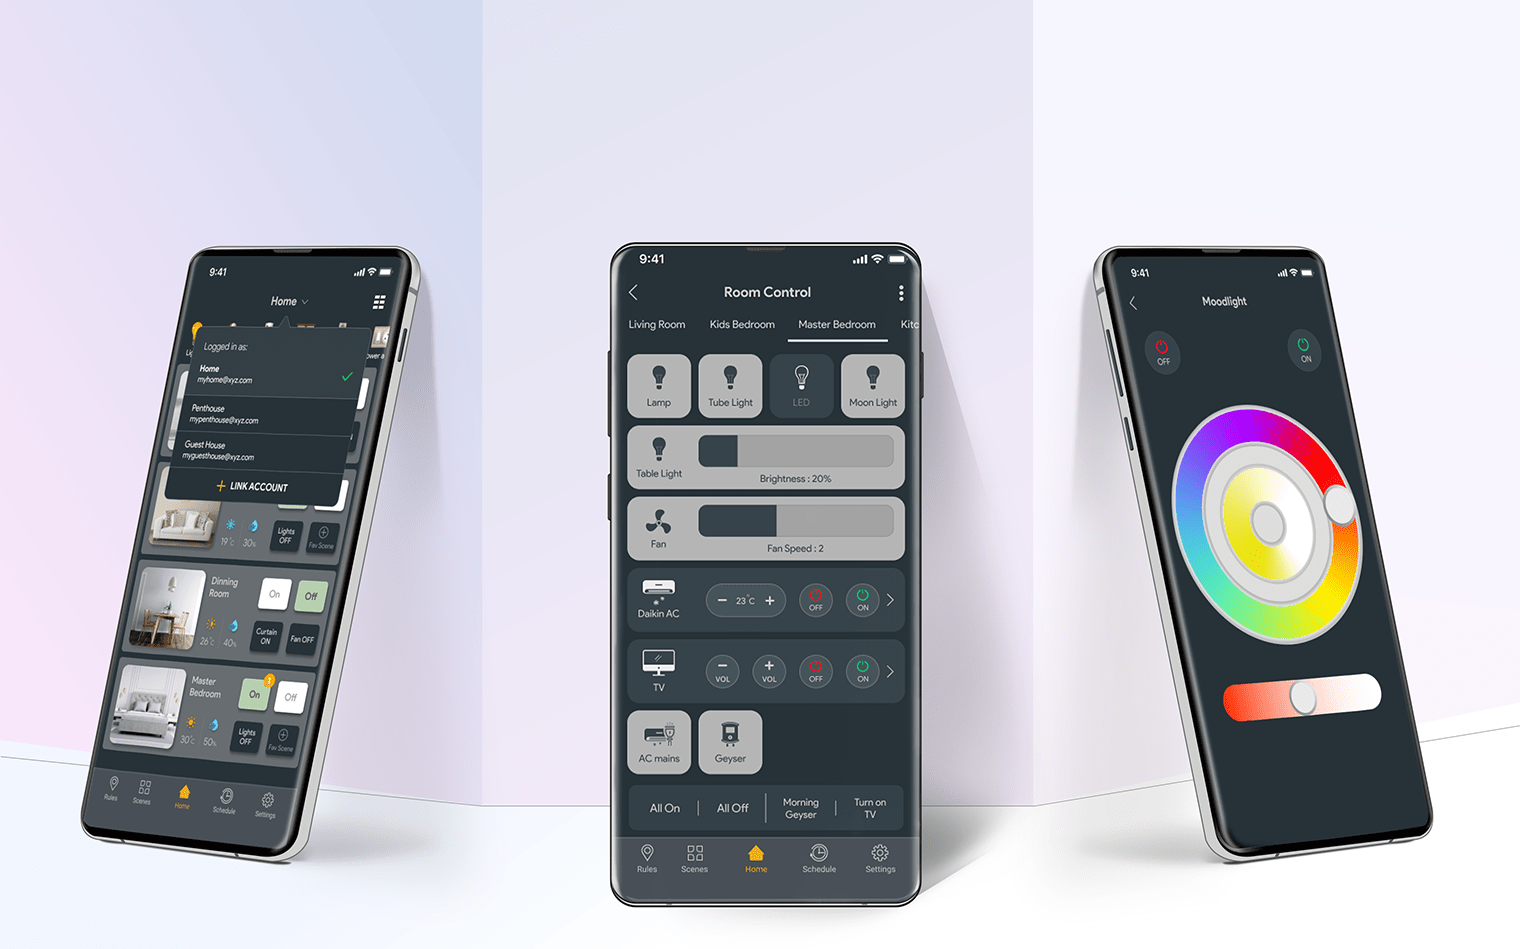 9:41
Home
Logged in as:
Home
myhome@xyz.com
Penthouse
mypenthouse@xyz.com
Guest House
myguesthouse@xyz.com
+ LINK ACCOUNT
19°C
30%
Lights
OFF
Fav Scene
Dinning
Room
On
Off
26°C
40%
Curtain
ON
Fan OFF
Master
Bedroom
On
Off
30°C
50%
Lights
OFF
Fav Scene
Rules
Scenes
Home
Schedule
Settings
9:41
Room Control
Living Room
Kids Bedroom
Master Bedroom
Kitc
Lamp
Tube Light
LED
Moon Light
Table Light
Brightness : 20%
Fan
Fan Speed : 2
Daikin AC
− 23°C +
OFF
ON
TV
− VOL
+ VOL
OFF
ON
AC mains
Geyser
All On
All Off
Morning
Geyser
Turn on
TV
Rules
Scenes
Home
Schedule
Settings
9:41
Moodlight
OFF
ON